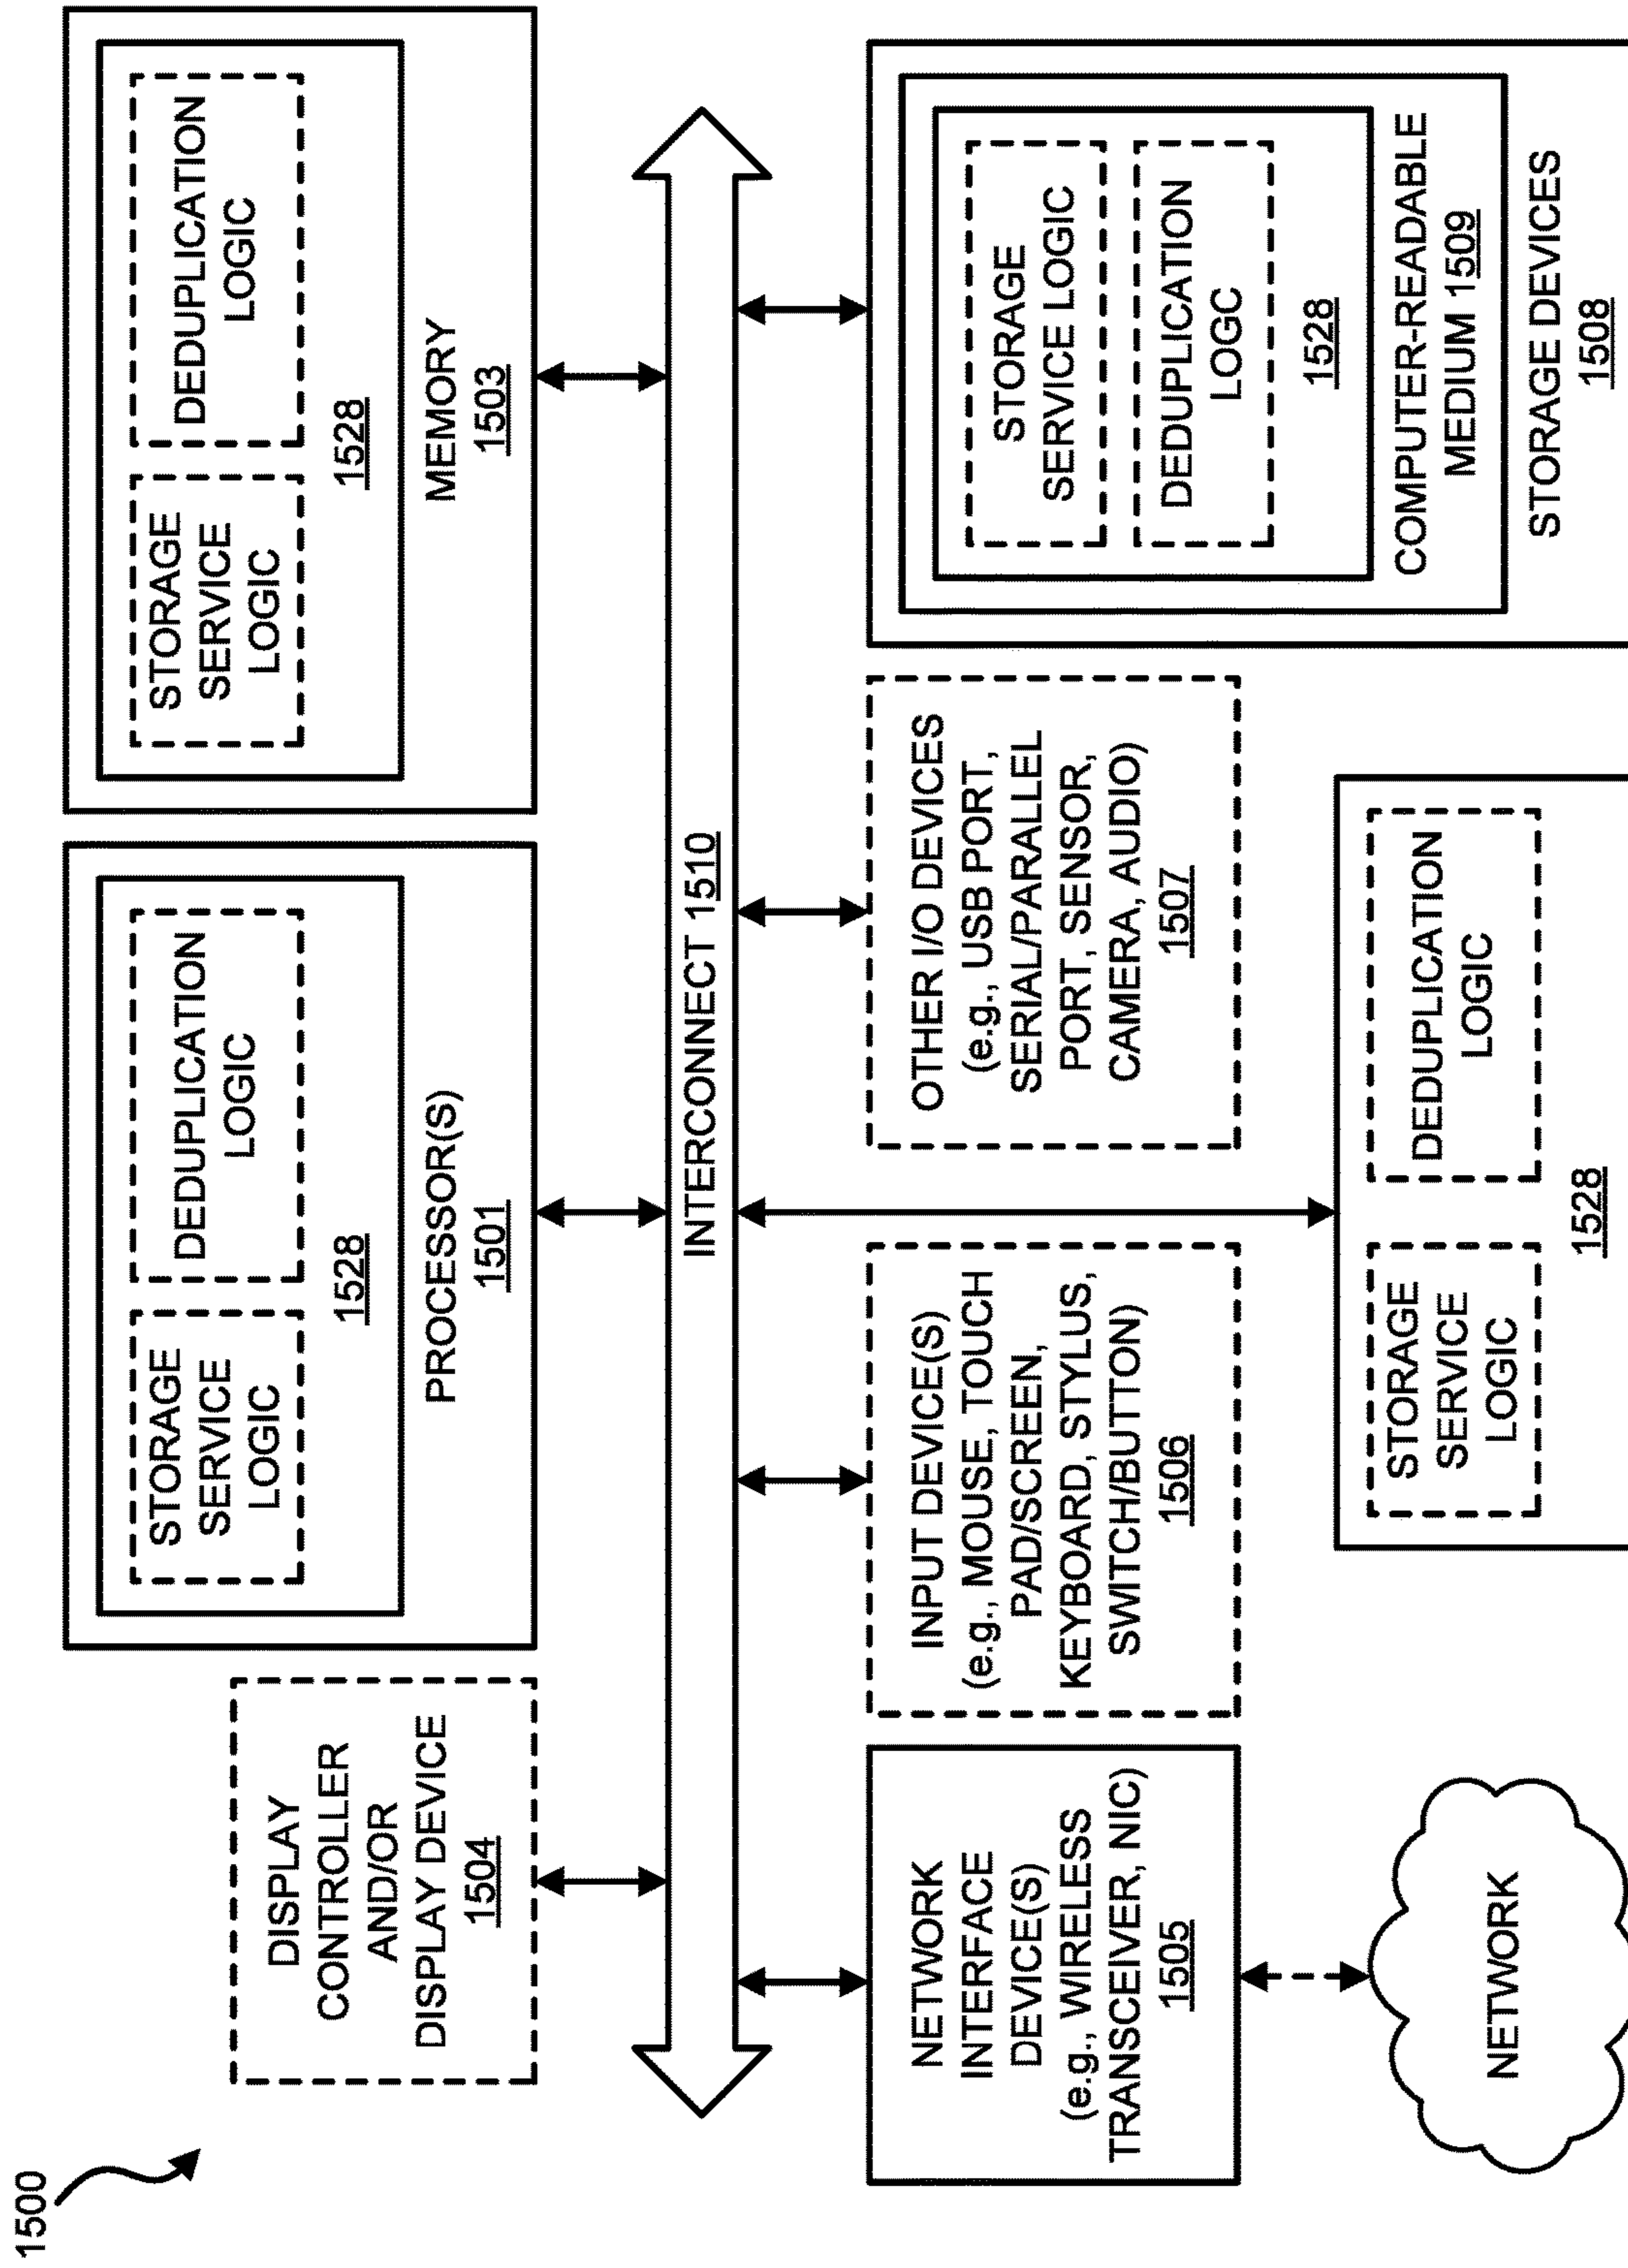 1500
DISPLAY
CONTROLLER
AND/OR
DISPLAY DEVICE
1504
STORAGE
SERVICE
LOGIC
DEDUPLICATION
LOGIC
1528
PROCESSOR(S)
1501
STORAGE
SERVICE
LOGIC
DEDUPLICATION
LOGIC
1528
MEMORY
1503
INTERCONNECT 1510
NETWORK
INTERFACE
DEVICE(S)
(e.g., WIRELESS
TRANSCEIVER, NIC)
1505
INPUT DEVICE(S)
(e.g., MOUSE, TOUCH
PAD/SCREEN,
KEYBOARD, STYLUS,
SWITCH/BUTTON)
1506
OTHER I/O DEVICES
(e.g., USB PORT,
SERIAL/PARALLEL
PORT, SENSOR,
CAMERA, AUDIO)
1507
STORAGE
SERVICE LOGIC
DEDUPLICATION
LOGC
1528
COMPUTER-READABLE
MEDIUM 1509
STORAGE DEVICES
1508
NETWORK
STORAGE
SERVICE
LOGIC
DEDUPLICATION
LOGIC
1528